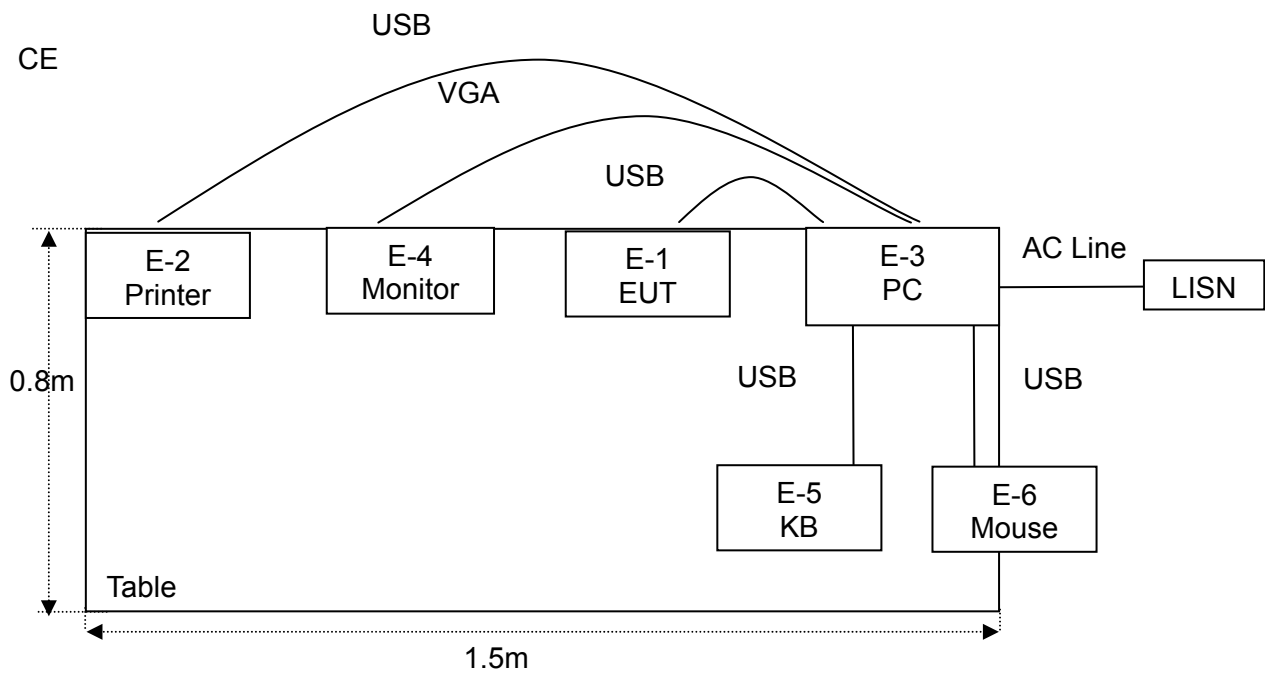 USB
CE
VGA
USB
E-2
Printer
E-4
Monitor
E-1
EUT
E-3
PC
AC Line
LISN
0.8m
USB
USB
E-5
KB
E-6
Mouse
Table
1.5m